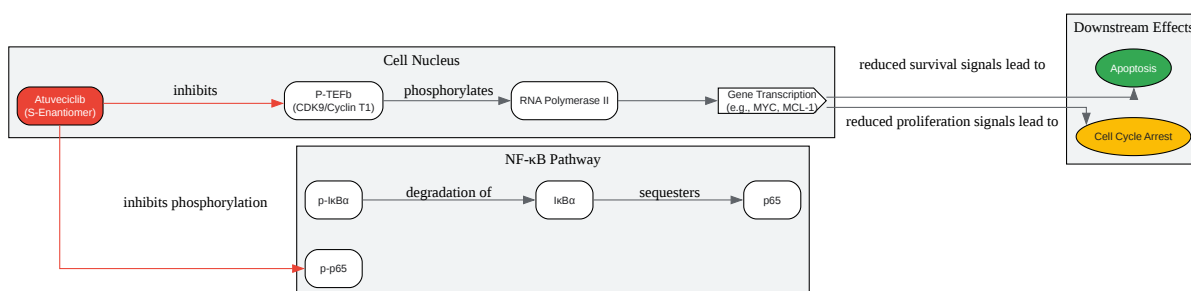 Downstream Effects
Cell Nucleus
reduced survival signals lead to
Apoptosis
Atuveciclib
(S-Enantiomer)
inhibits
P-TEFb
(CDK9/Cyclin T1)
phosphorylates
RNA Polymerase II
Gene Transcription
(e.g., MYC, MCL-1)
reduced proliferation signals lead to
Cell Cycle Arrest
NF-κB Pathway
inhibits phosphorylation
p-IκBα
degradation of
IκBα
sequesters
p65
p-p65